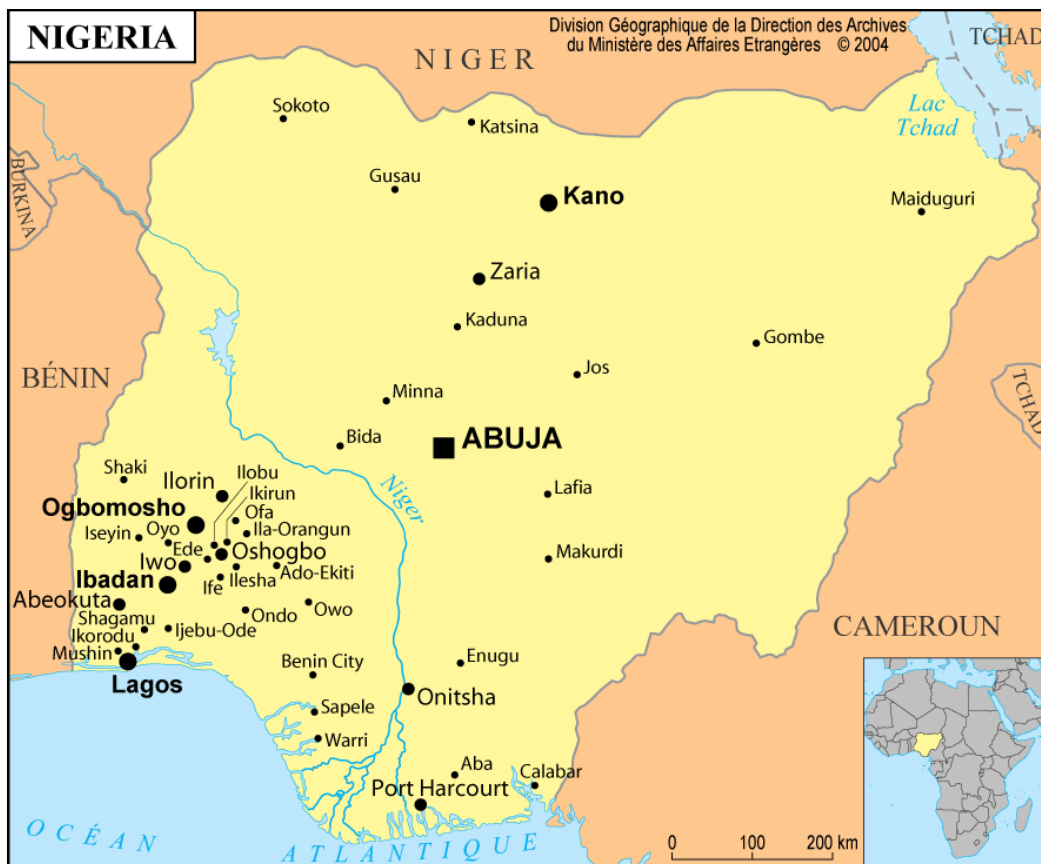 NIGERIA
Division Géographique de la Direction des Archives
du Ministère des Affaires Etrangères © 2004
TCHAD
NIGER
Lac
Tchad
Sokoto
Katsina
BURKINA
Gusau
Kano
Maiduguri
Zaria
Kaduna
Gombe
BÉNIN
Jos
TCHAD
Minna
Bida
ABUJA
Shaki
Ilobu
Ilorin
Ikirun
Niger
Lafia
Ogbomosho
Ofa
Iseyin
Oyo
Ila-Orangun
Ede
Oshogbo
Makurdi
Iwo
Ado-Ekiti
Ibadan
Ife
Ilesha
Abeokuta
Shagamu
Ondo
Owo
Ikorodu
Ijebu-Ode
CAMEROUN
Mushin
Benin City
Enugu
Lagos
Onitsha
Sapele
Warri
Aba
Calabar
Port Harcourt
OCÉAN
ATLANTIQUE
0 100 200 km